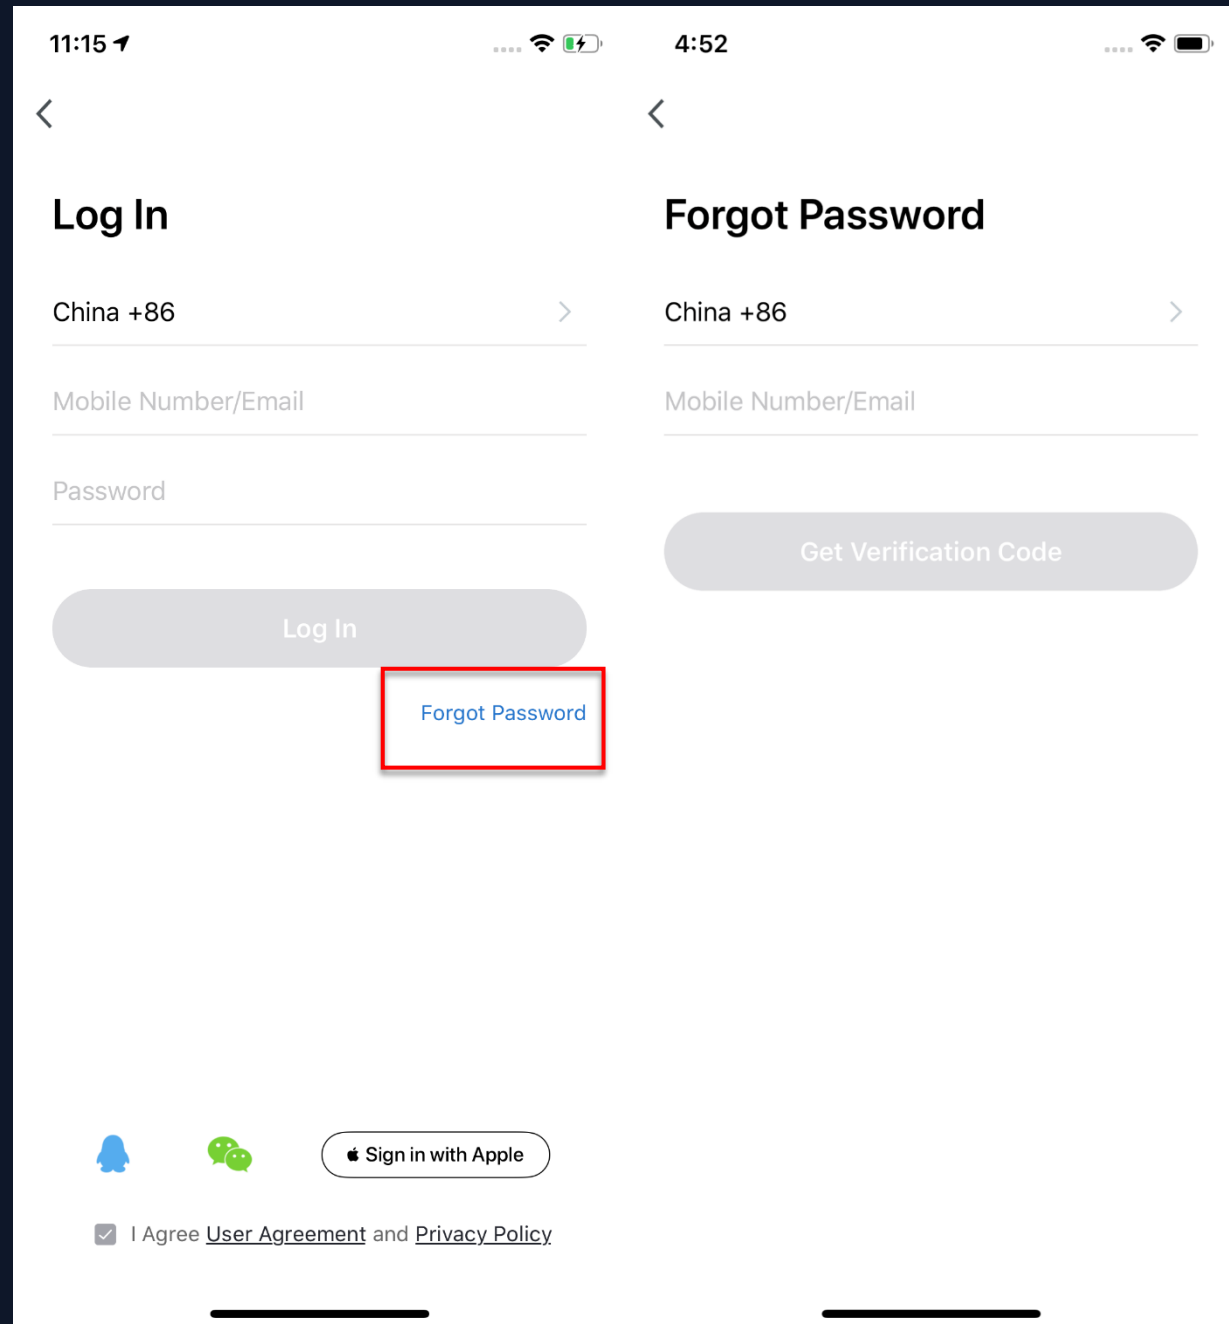 11:15
Log In
China +86
Mobile Number/Email
Password
Log In
Forgot Password
Sign in with Apple
I Agree User Agreement and Privacy Policy
4:52
Forgot Password
China +86
Mobile Number/Email
Get Verification Code